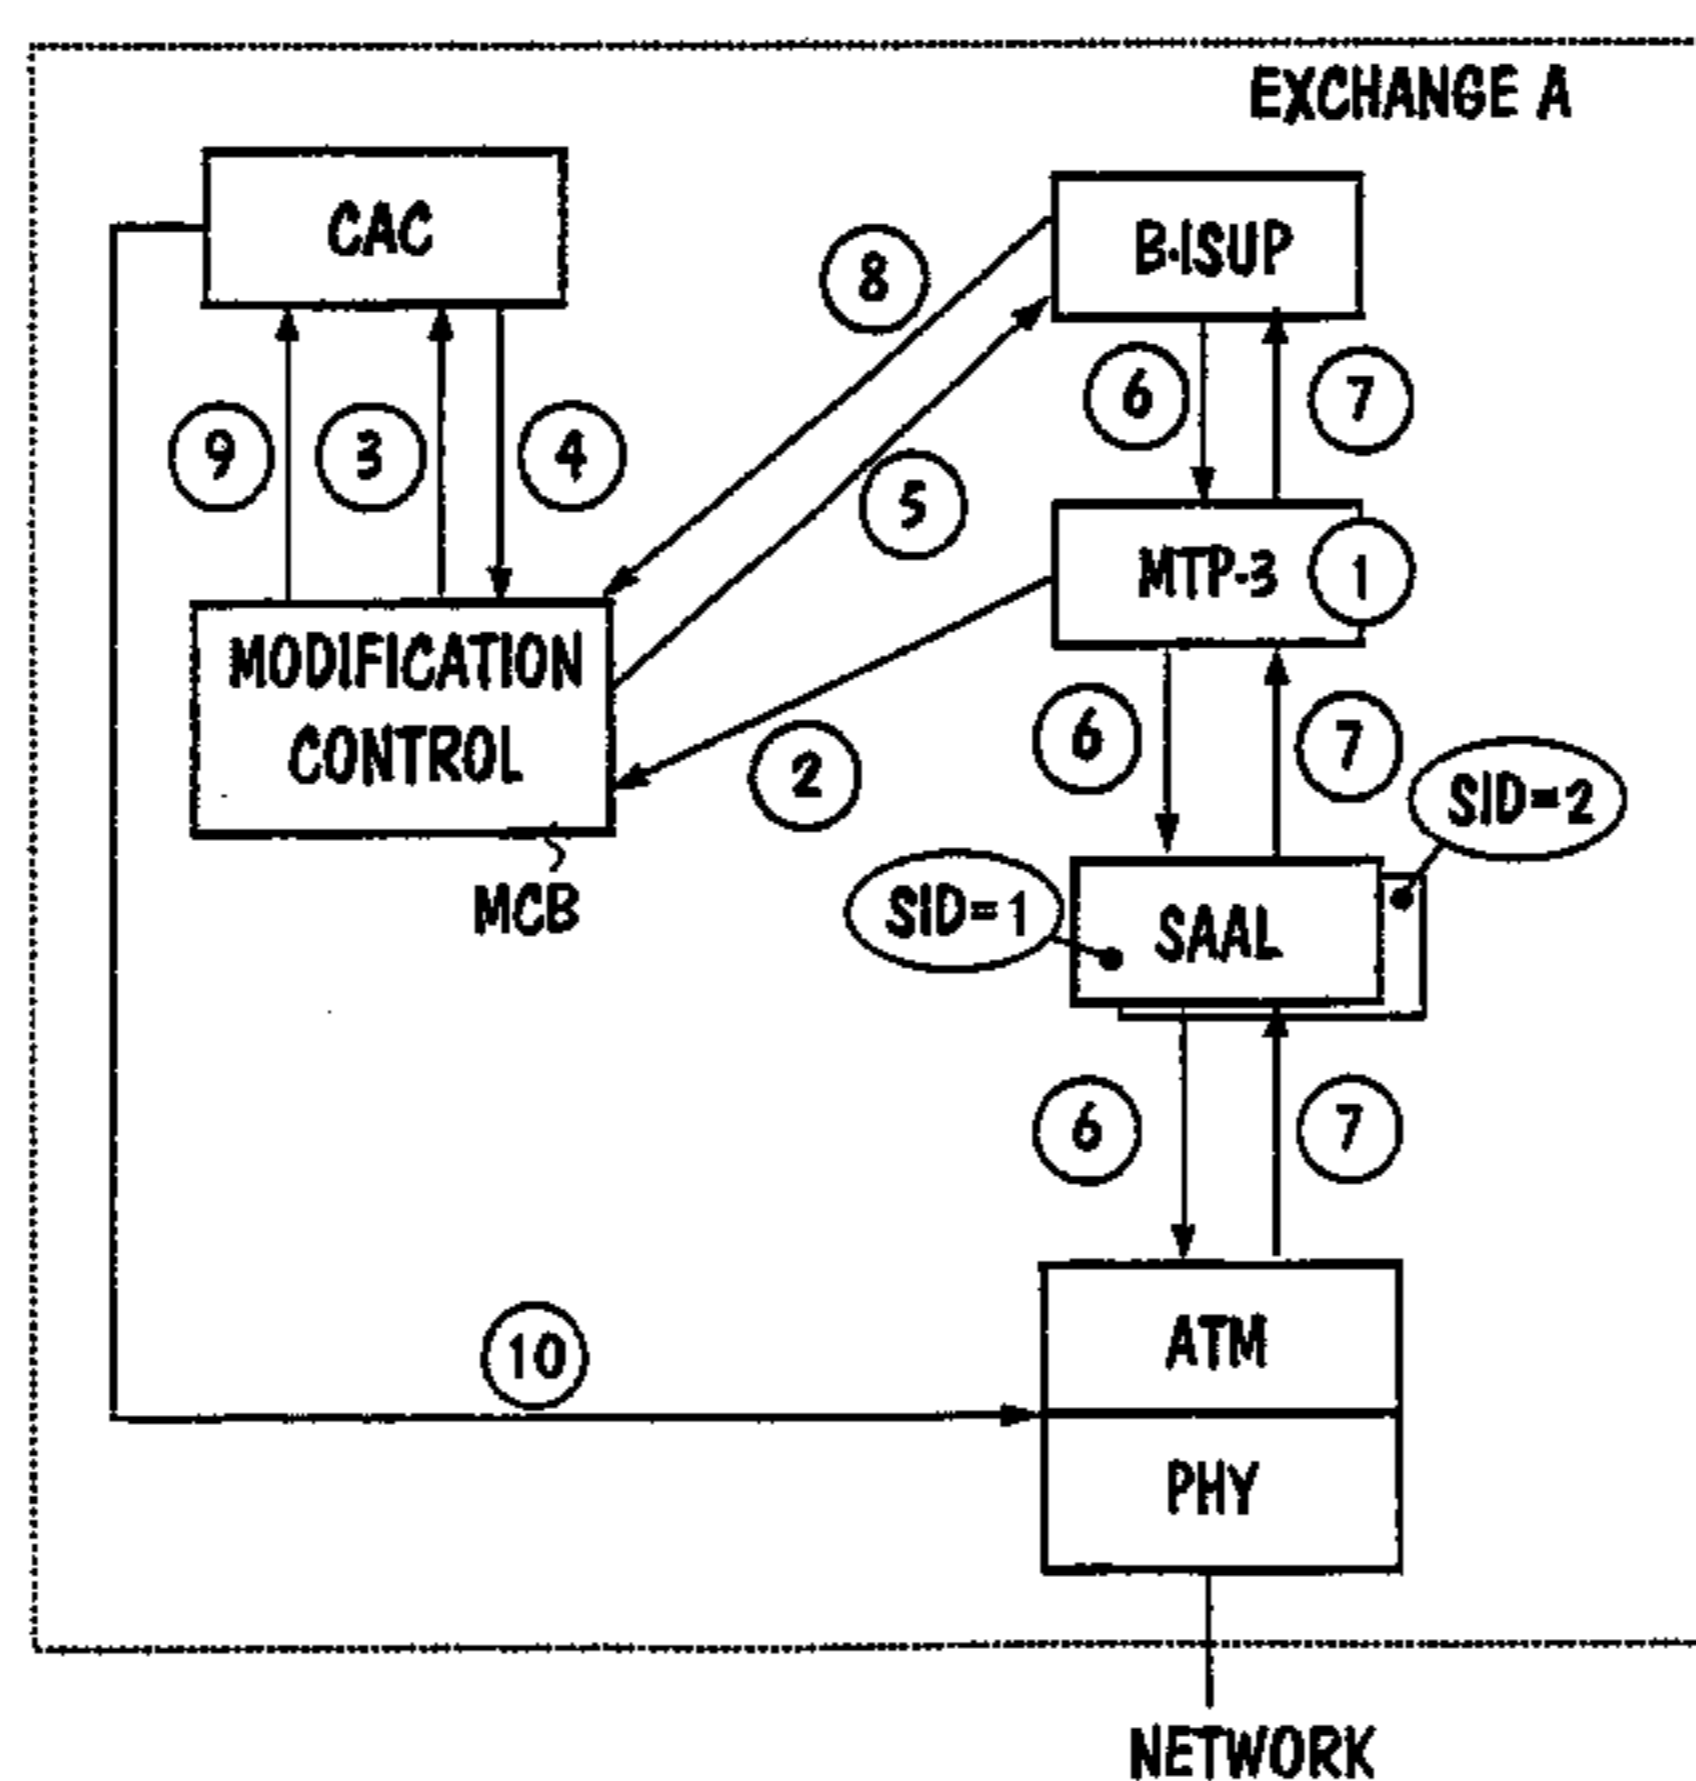 EXCHANGE A
CAC
B-ISUP
8
6
7
9
3
4
5
MTP-3
1
MODIFICATION
CONTROL
2
6
7
SID=2
MCB
SID=1
SAAL
6
7
10
ATM
PHY
NETWORK